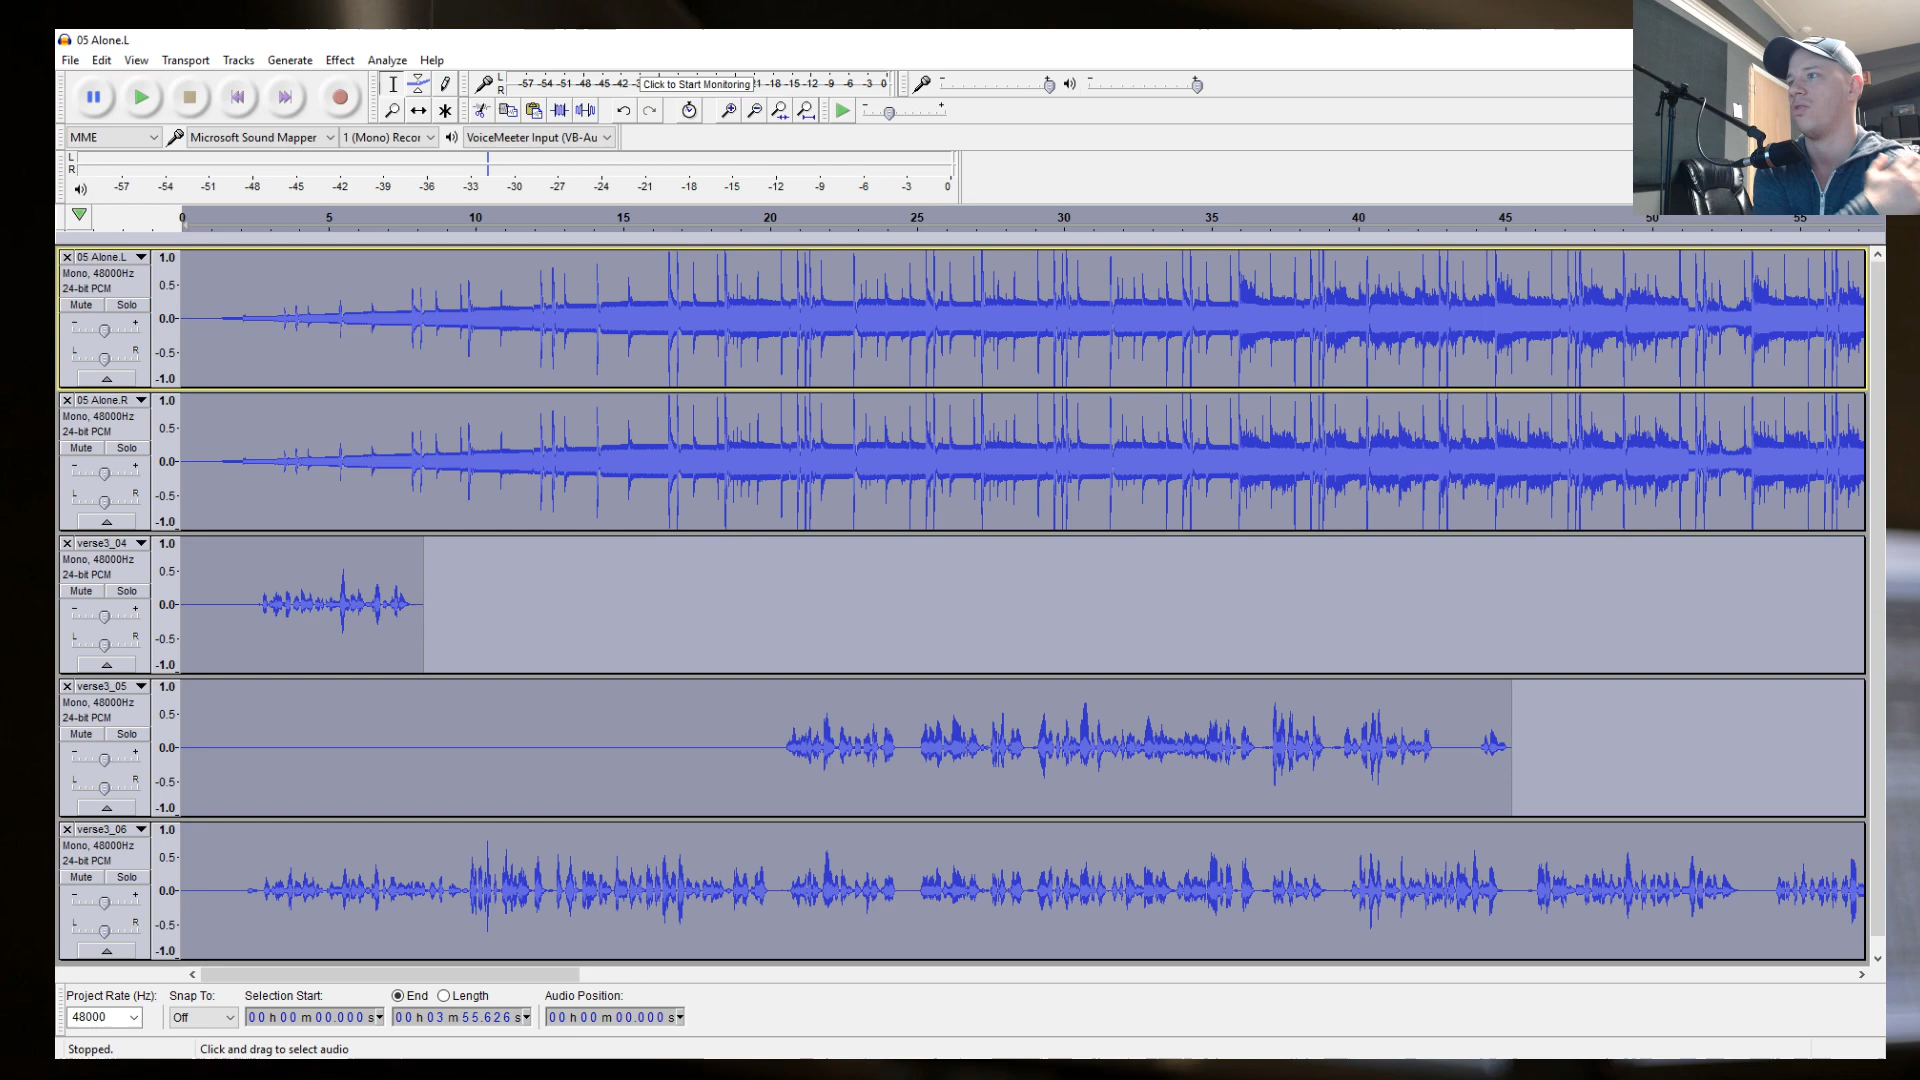 05 Alone.L
File Edit View Transport Tracks Generate Effect Analyze Help
L R -57 -54 -51 -48 -45 -42 -3 Click to Start Monitoring 21 -18 -15 -12 -9 -6 -3 0
MME Microsoft Sound Mapper 1 (Mono) Recor VoiceMeeter Input (VB-Au
L
R
-57 -54 -51 -48 -45 -42 -39 -36 -33 -30 -27 -24 -21 -18 -15 -12 -9 -6 -3 0
0 5 10 15 20 25 30 35 40 45 50 55
05 Alone.L 1.0
Mono, 48000Hz
24-bit PCM 0.5
Mute Solo
- + 0.0
L R -0.5
-1.0
05 Alone.R 1.0
Mono, 48000Hz
24-bit PCM 0.5
Mute Solo
- + 0.0
L R -0.5
-1.0
verse3_04 1.0
Mono, 48000Hz
24-bit PCM 0.5
Mute Solo
- + 0.0
L R -0.5
-1.0
verse3_05 1.0
Mono, 48000Hz
24-bit PCM 0.5
Mute Solo
- + 0.0
L R -0.5
-1.0
verse3_06 1.0
Mono, 48000Hz
24-bit PCM 0.5
Mute Solo
- + 0.0
L R -0.5
-1.0
Project Rate (Hz): Snap To: Selection Start: End Length Audio Position:
48000 Off 00 h 00 m 00.000 s 00 h 03 m 55.626 s 00 h 00 m 00.000 s
Stopped. Click and drag to select audio